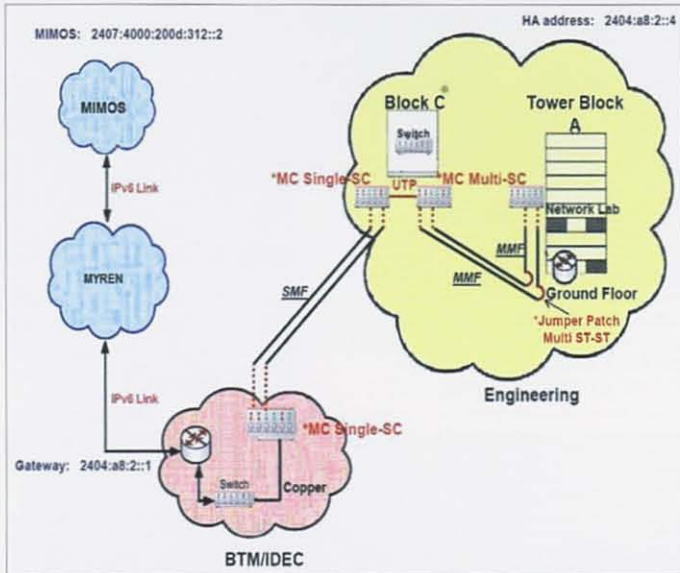 MIMOS: 2407:4000:200d:312::2
HA address: 2404:a8:2::4
MIMOS
IPv6 Link
MYREN
IPv6 Link
Gateway: 2404:a8:2::1
Block C
Switch
*MC Single-SC
UTP
*MC Multi-SC
Tower Block
A
Network Lab
MMF
MMF
Ground Floor
*Jumper Patch
Multi ST-ST
Engineering
SMF
*MC Single-SC
Switch
Copper
BTM/IDEC